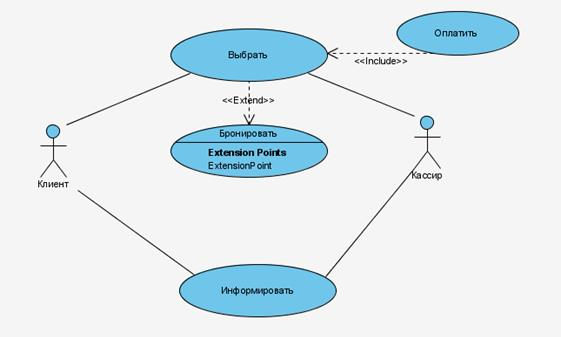 Оплатить
Выбрать
<<Include>>
<<Extend>>
Бронировать
Extension Points
ExtensionPoint
Клиент
Кассир
Информировать